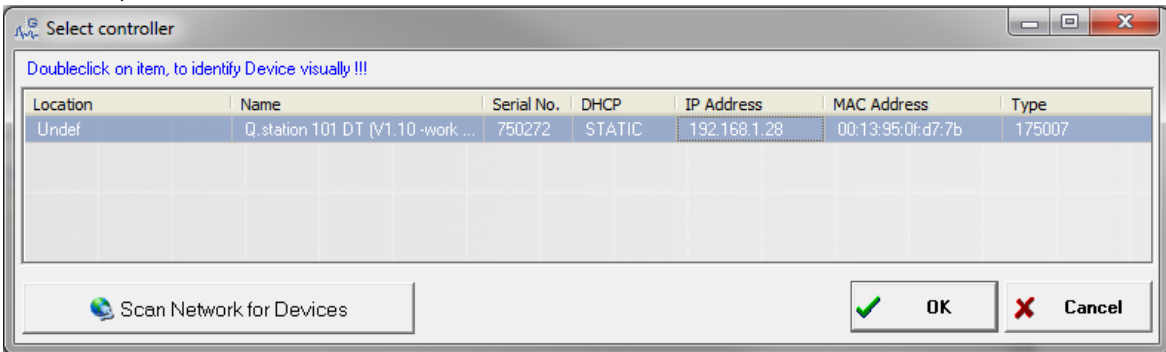 Select controller
Doubleclick on item, to identify Device visually !!!
Location Name Serial No. DHCP IP Address MAC Address Type
Undef Q.station 101 DT (V1.10 -work ... 750272 STATIC 192.168.1.28 00:13:95:0f:d7:7b 175007
Scan Network for Devices OK Cancel